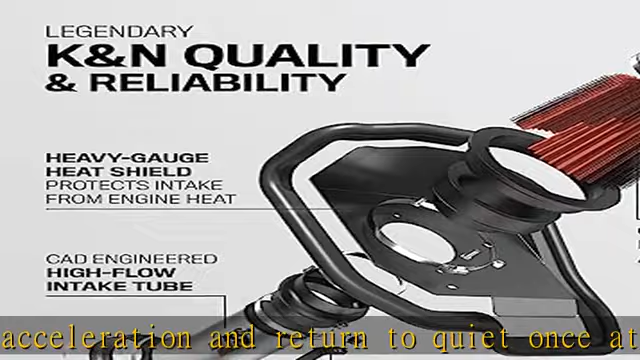 LEGENDARY
K&N QUALITY
& RELIABILITY
HEAVY-GAUGE
HEAT SHIELD
PROTECTS INTAKE
FROM ENGINE HEAT
CAD ENGINEERED
HIGH-FLOW
INTAKE TUBE
acceleration and return to quiet once at